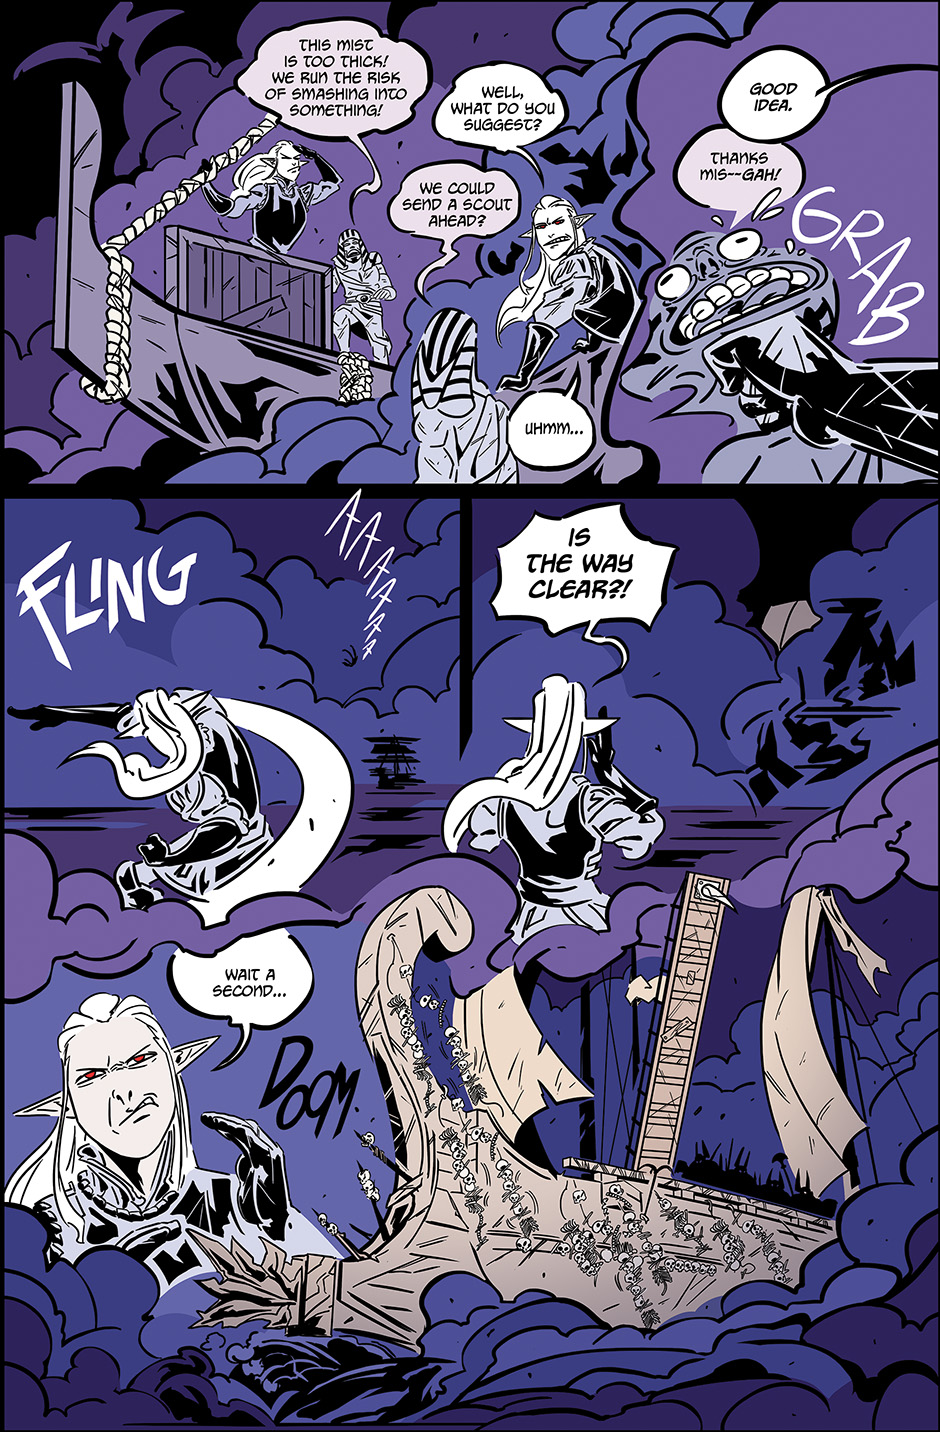 THIS MIST
IS TOO THICK!
WE RUN THE RISK
OF SMASHING INTO
SOMETHING!
WELL,
WHAT DO YOU
SUGGEST?
WE COULD
SEND A SCOUT
AHEAD?
UHMM...
GOOD
IDEA.
THANKS
MIS--GAH!
GRAB
FLING
AAAAAAAA
IS
THE WAY
CLEAR?!
WAIT A
SECOND...
DOOM